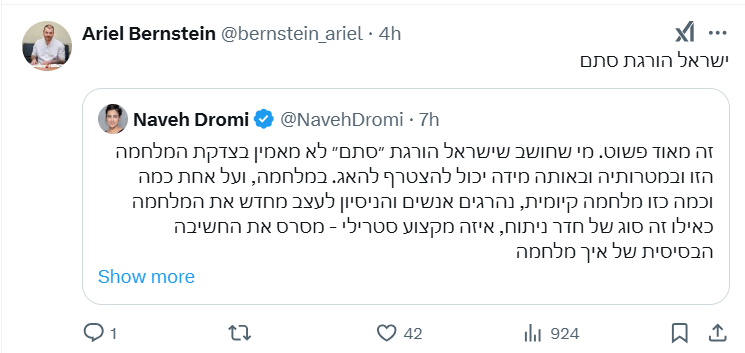 Ariel Bernstein @bernstein_ariel · 4h
ישראל הורגת סתם
Naveh Dromi @NavehDromi · 7h
זה מאוד פשוט. מי שחושב שישראל הורגת ״סתם״ לא מאמין בצדקת המלחמה
הזו ובמטרותיה ובאותה מידה יכול להצטרף להאג. במלחמה, ועל אחת כמה
וכמה כזו מלחמה קיומית, נהרגים אנשים והניסיון לעצב מחדש את המלחמה
כאילו זה סוג של חדר ניתוח, איזה מקצוע סטרילי - מסרס את החשיבה
הבסיסית של איך מלחמה
Show more
1 42 924